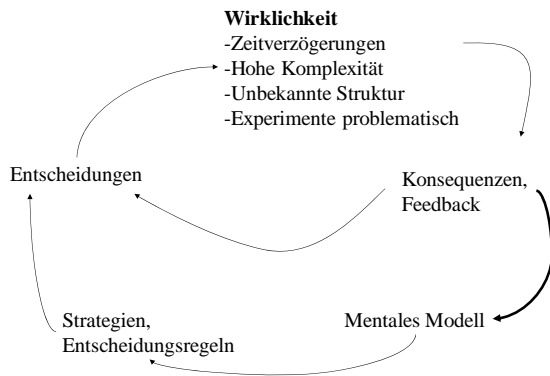 Wirklichkeit
-Zeitverzögerungen
-Hohe Komplexität
-Unbekannte Struktur
-Experimente problematisch
Entscheidungen
Konsequenzen,
Feedback
Strategien,
Entscheidungsregeln
Mentales Modell